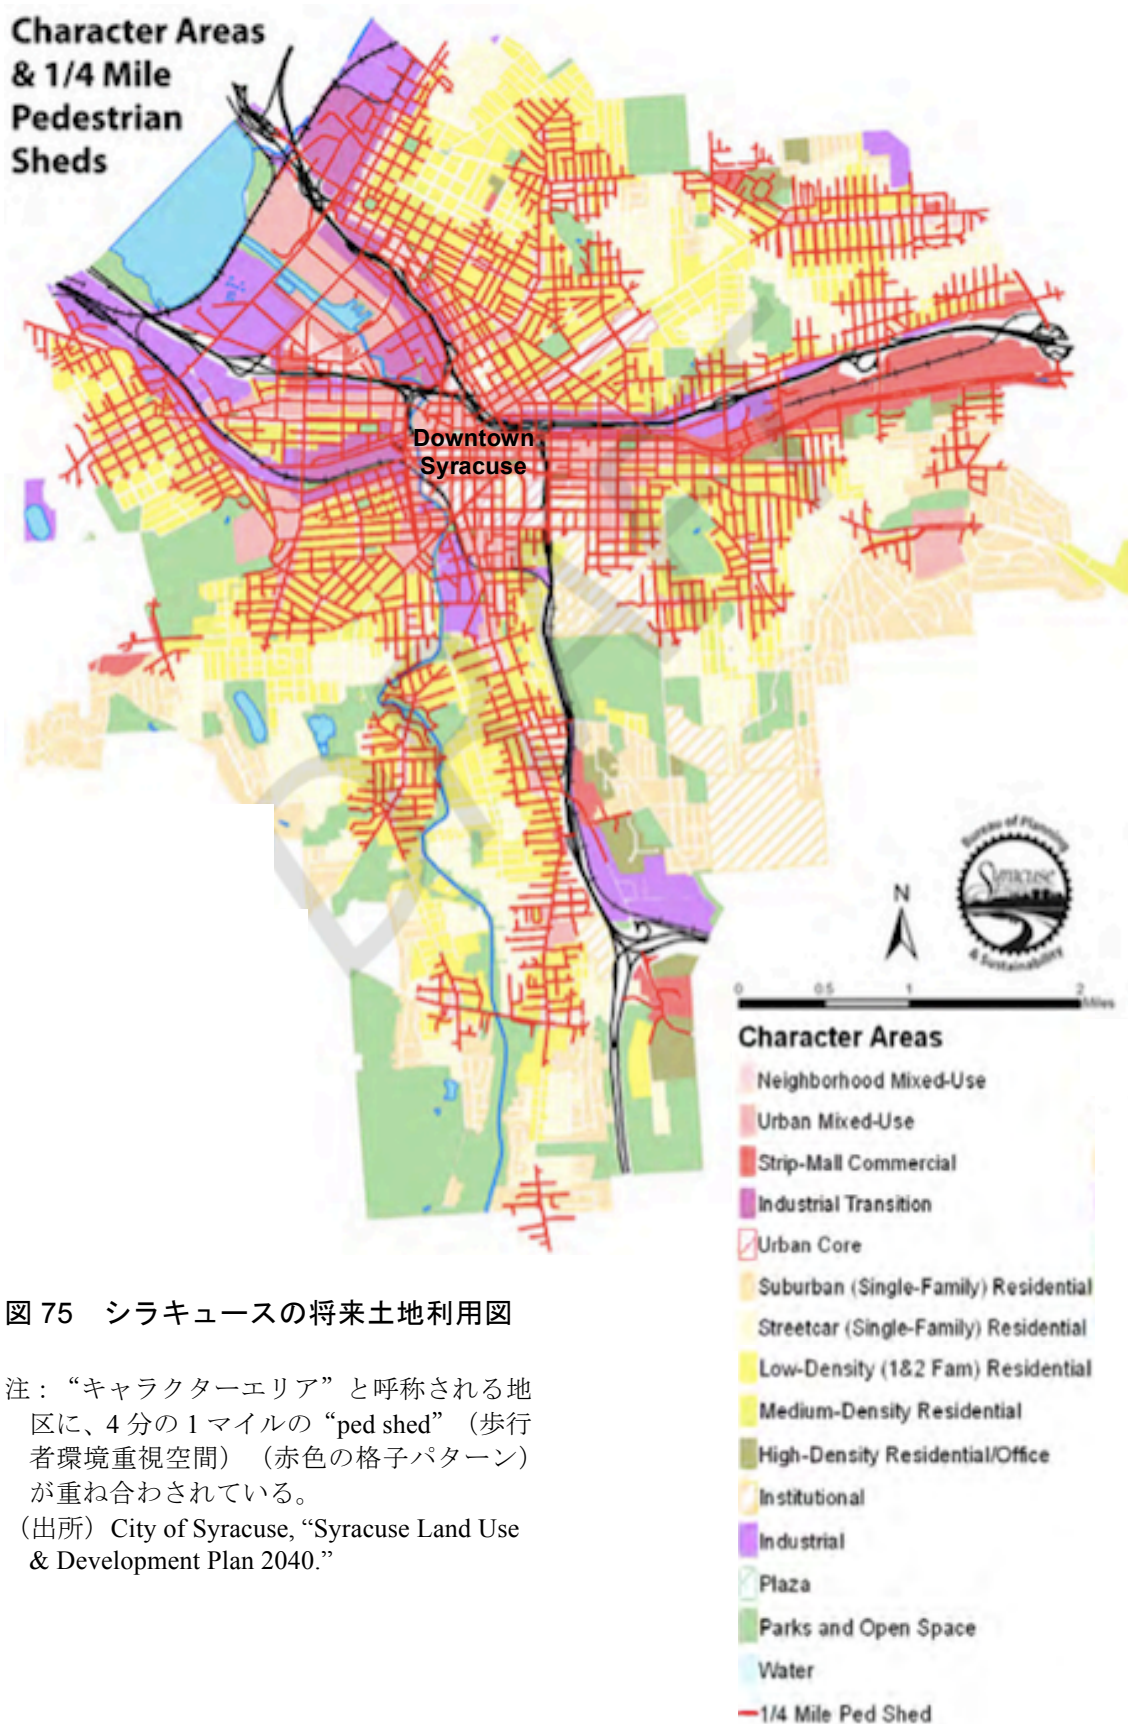 Character Areas
& 1/4 Mile
Pedestrian
Sheds
Downtown
Syracuse
DRAFT
Bureau of Planning
Syracuse
& Sustainability
N
0 0.5 1 2
Miles
Character Areas
Neighborhood Mixed-Use
Urban Mixed-Use
Strip-Mall Commercial
Industrial Transition
Urban Core
Suburban (Single-Family) Residential
Streetcar (Single-Family) Residential
Low-Density (1&2 Fam) Residential
Medium-Density Residential
High-Density Residential/Office
Institutional
Industrial
Plaza
Parks and Open Space
Water
1/4 Mile Ped Shed
図 75 シラキュースの将来土地利用図
注：“キャラクターエリア”と呼称される地
区に、4 分の 1 マイルの“ped shed”（歩行
者環境重視空間）（赤色の格子パターン）
が重ね合わされている。
（出所）City of Syracuse, “Syracuse Land Use
& Development Plan 2040.”